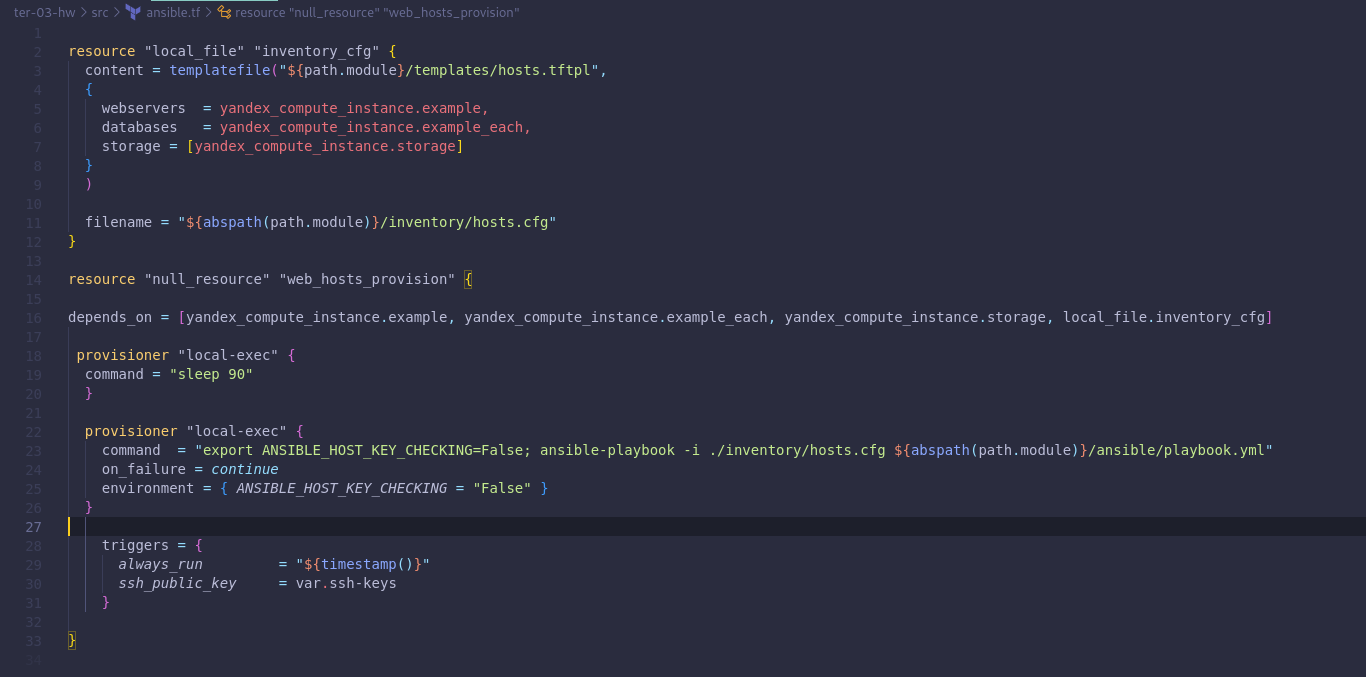 ter-03-hw > src > ansible.tf > resource "null_resource" "web_hosts_provision"
1
2 resource "local_file" "inventory_cfg" {
3   content = templatefile("${path.module}/templates/hosts.tftpl",
4   {
5     webservers  = yandex_compute_instance.example,
6     databases   = yandex_compute_instance.example_each,
7     storage = [yandex_compute_instance.storage]
8   }
9   )
10
11   filename = "${abspath(path.module)}/inventory/hosts.cfg"
12 }
13
14 resource "null_resource" "web_hosts_provision" {
15
16 depends_on = [yandex_compute_instance.example, yandex_compute_instance.example_each, yandex_compute_instance.storage, local_file.inventory_cfg]
17
18  provisioner "local-exec" {
19   command = "sleep 90"
20   }
21
22   provisioner "local-exec" {
23     command  = "export ANSIBLE_HOST_KEY_CHECKING=False; ansible-playbook -i ./inventory/hosts.cfg ${abspath(path.module)}/ansible/playbook.yml"
24     on_failure = continue
25     environment = { ANSIBLE_HOST_KEY_CHECKING = "False" }
26   }
27
28     triggers = {
29       always_run         = "${timestamp()}"
30       ssh_public_key     = var.ssh-keys
31     }
32
33 }
34